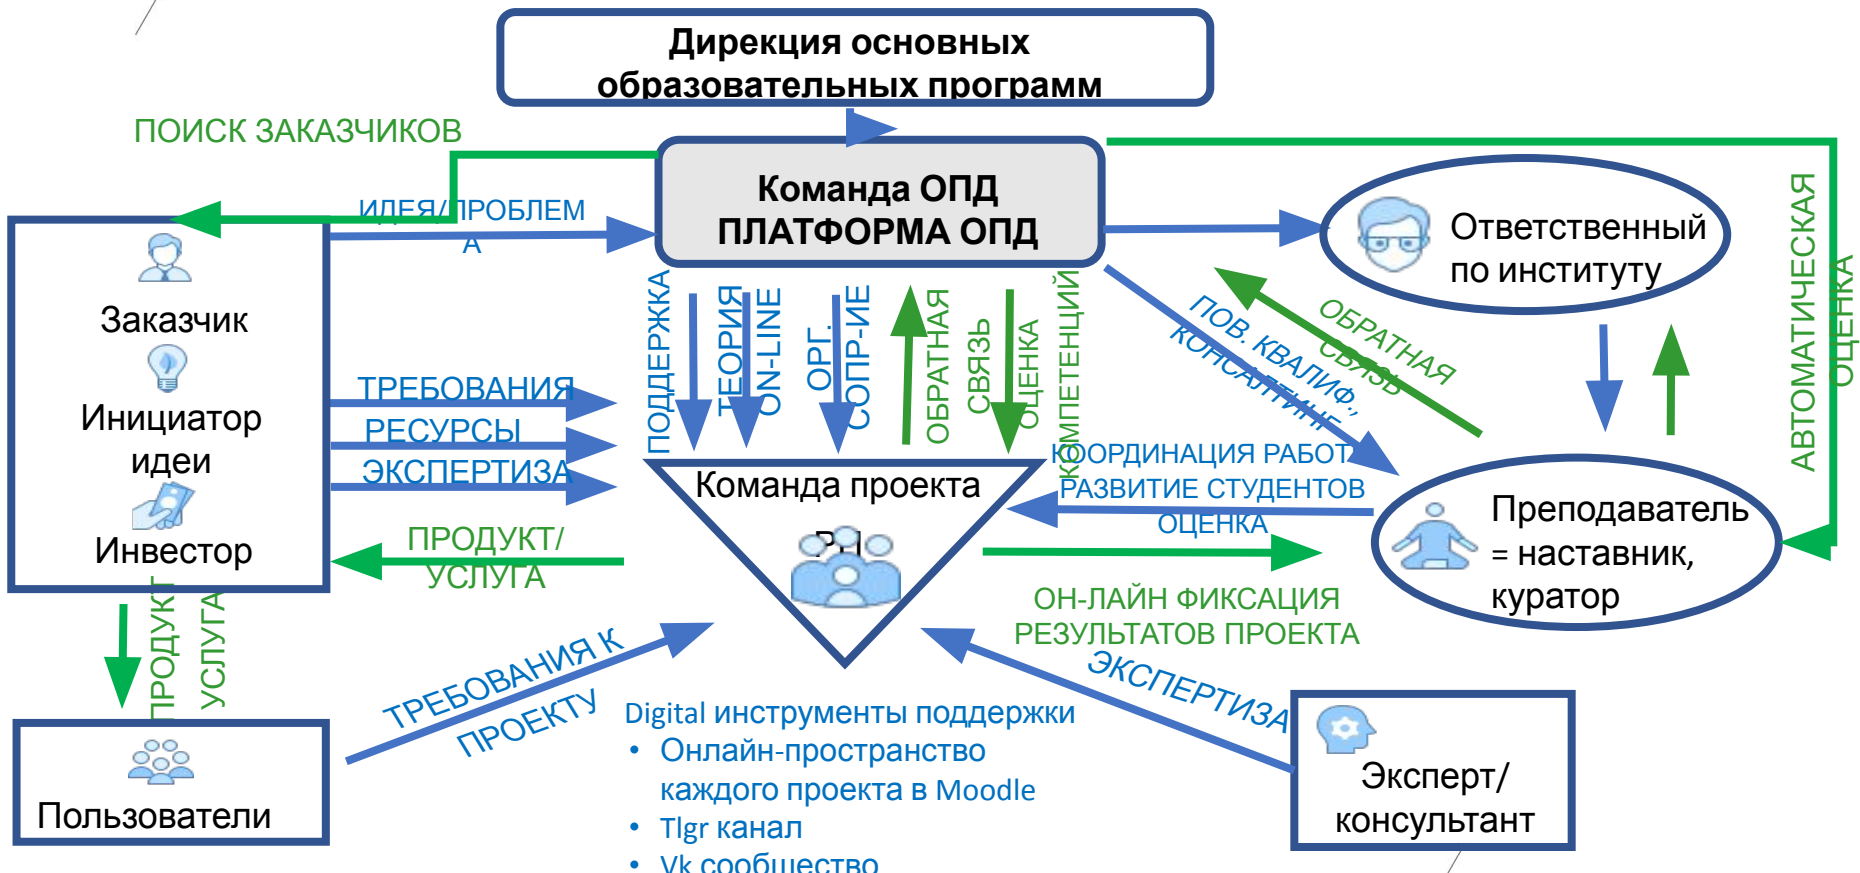 Дирекция основных
образовательных программ
ПОИСК ЗАКАЗЧИКОВ
Команда ОПД
ПЛАТФОРМА ОПД
ИДЕЯ/ПРОБЛЕМ
А
Ответственный
по институту
АВТОМАТИЧЕСКАЯ
ОЦЕНКА
Заказчик
Инициатор
идеи
Инвестор
ТРЕБОВАНИЯ
РЕСУРСЫ
ЭКСПЕРТИЗА
ПОДДЕРЖКА
ТЕОРИЯ
ON-LINE
ОРГ.
СОПР-ИЕ
ОБРАТНАЯ
СВЯЗЬ
ОЦЕНКА
КОМПЕТЕНЦИЙ
ПОВ. КВАЛИФ.,
КОНСАЛТИНГ
ОБРАТНАЯ
СВЯЗЬ
Команда проекта
КООРДИНАЦИЯ РАБОТ
РАЗВИТИЕ СТУДЕНТОВ
ОЦЕНКА
Преподаватель
= наставник,
куратор
ПРОДУКТ/
УСЛУГА
ОН-ЛАЙН ФИКСАЦИЯ
РЕЗУЛЬТАТОВ ПРОЕКТА
ПРОДУКТ
УСЛУГА
ТРЕБОВАНИЯ К
ПРОЕКТУ
ЭКСПЕРТИЗА
Пользователи
Digital инструменты поддержки
• Онлайн-пространство
каждого проекта в Moodle
• Tlgr канал
• Vk сообщество
Эксперт/
консультант